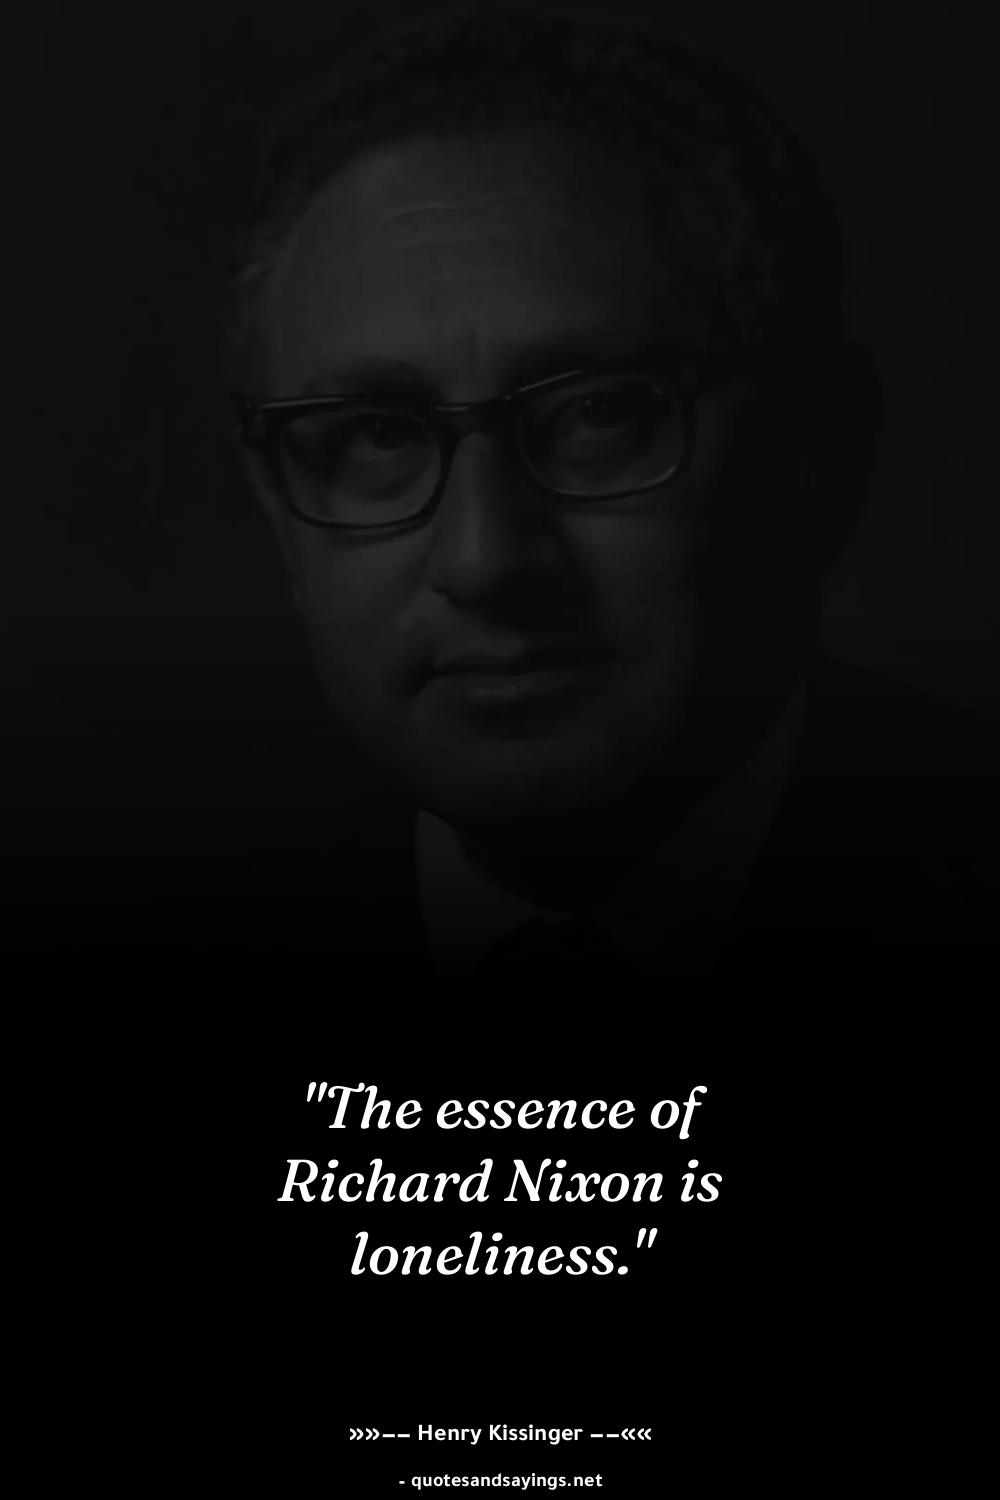 "The essence of
Richard Nixon is
loneliness."
»»−− Henry Kissinger −−««
- quotesandsayings.net